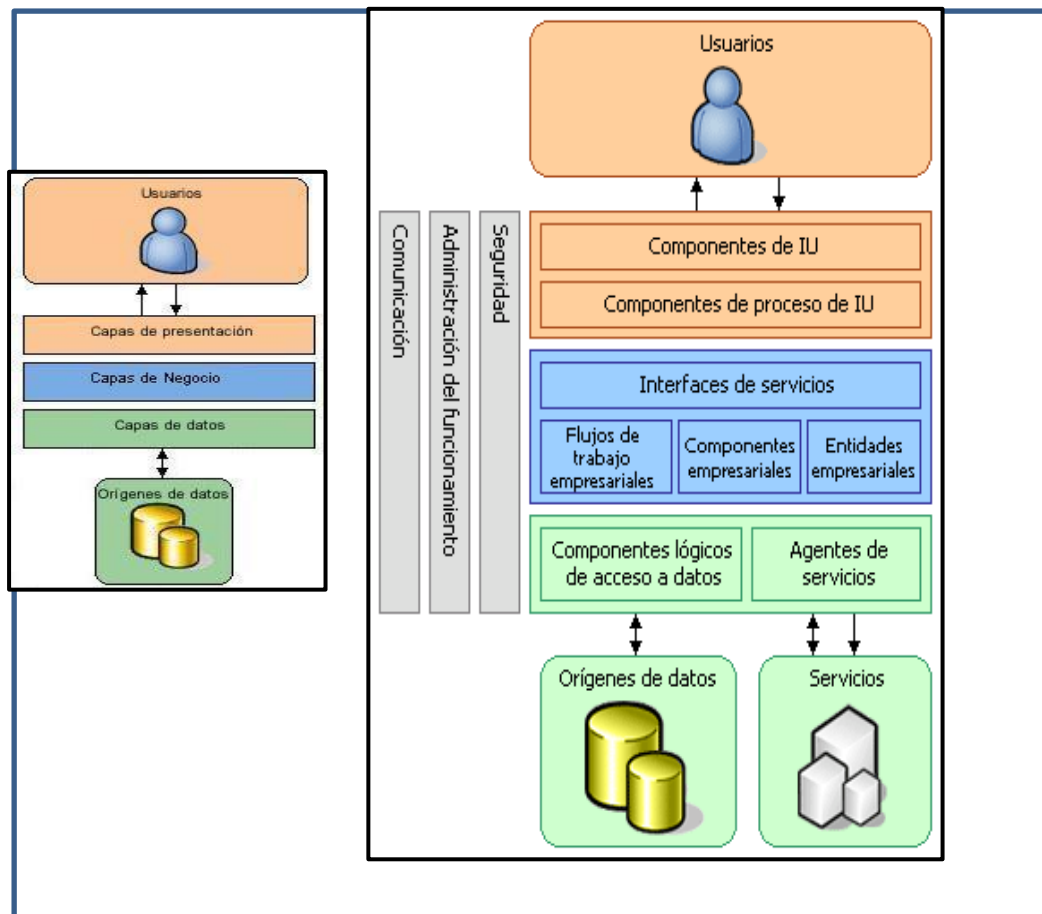 Usuarios
Capas de presentación
Capas de Negocio
Capas de datos
Orígenes de datos
Usuarios
Comunicación
Administración del funcionamiento
Seguridad
Componentes de IU
Componentes de proceso de IU
Interfaces de servicios
Flujos de
trabajo
empresariales
Componentes
empresariales
Entidades
empresariales
Componentes lógicos
de acceso a datos
Agentes de
servicios
Orígenes de datos
Servicios